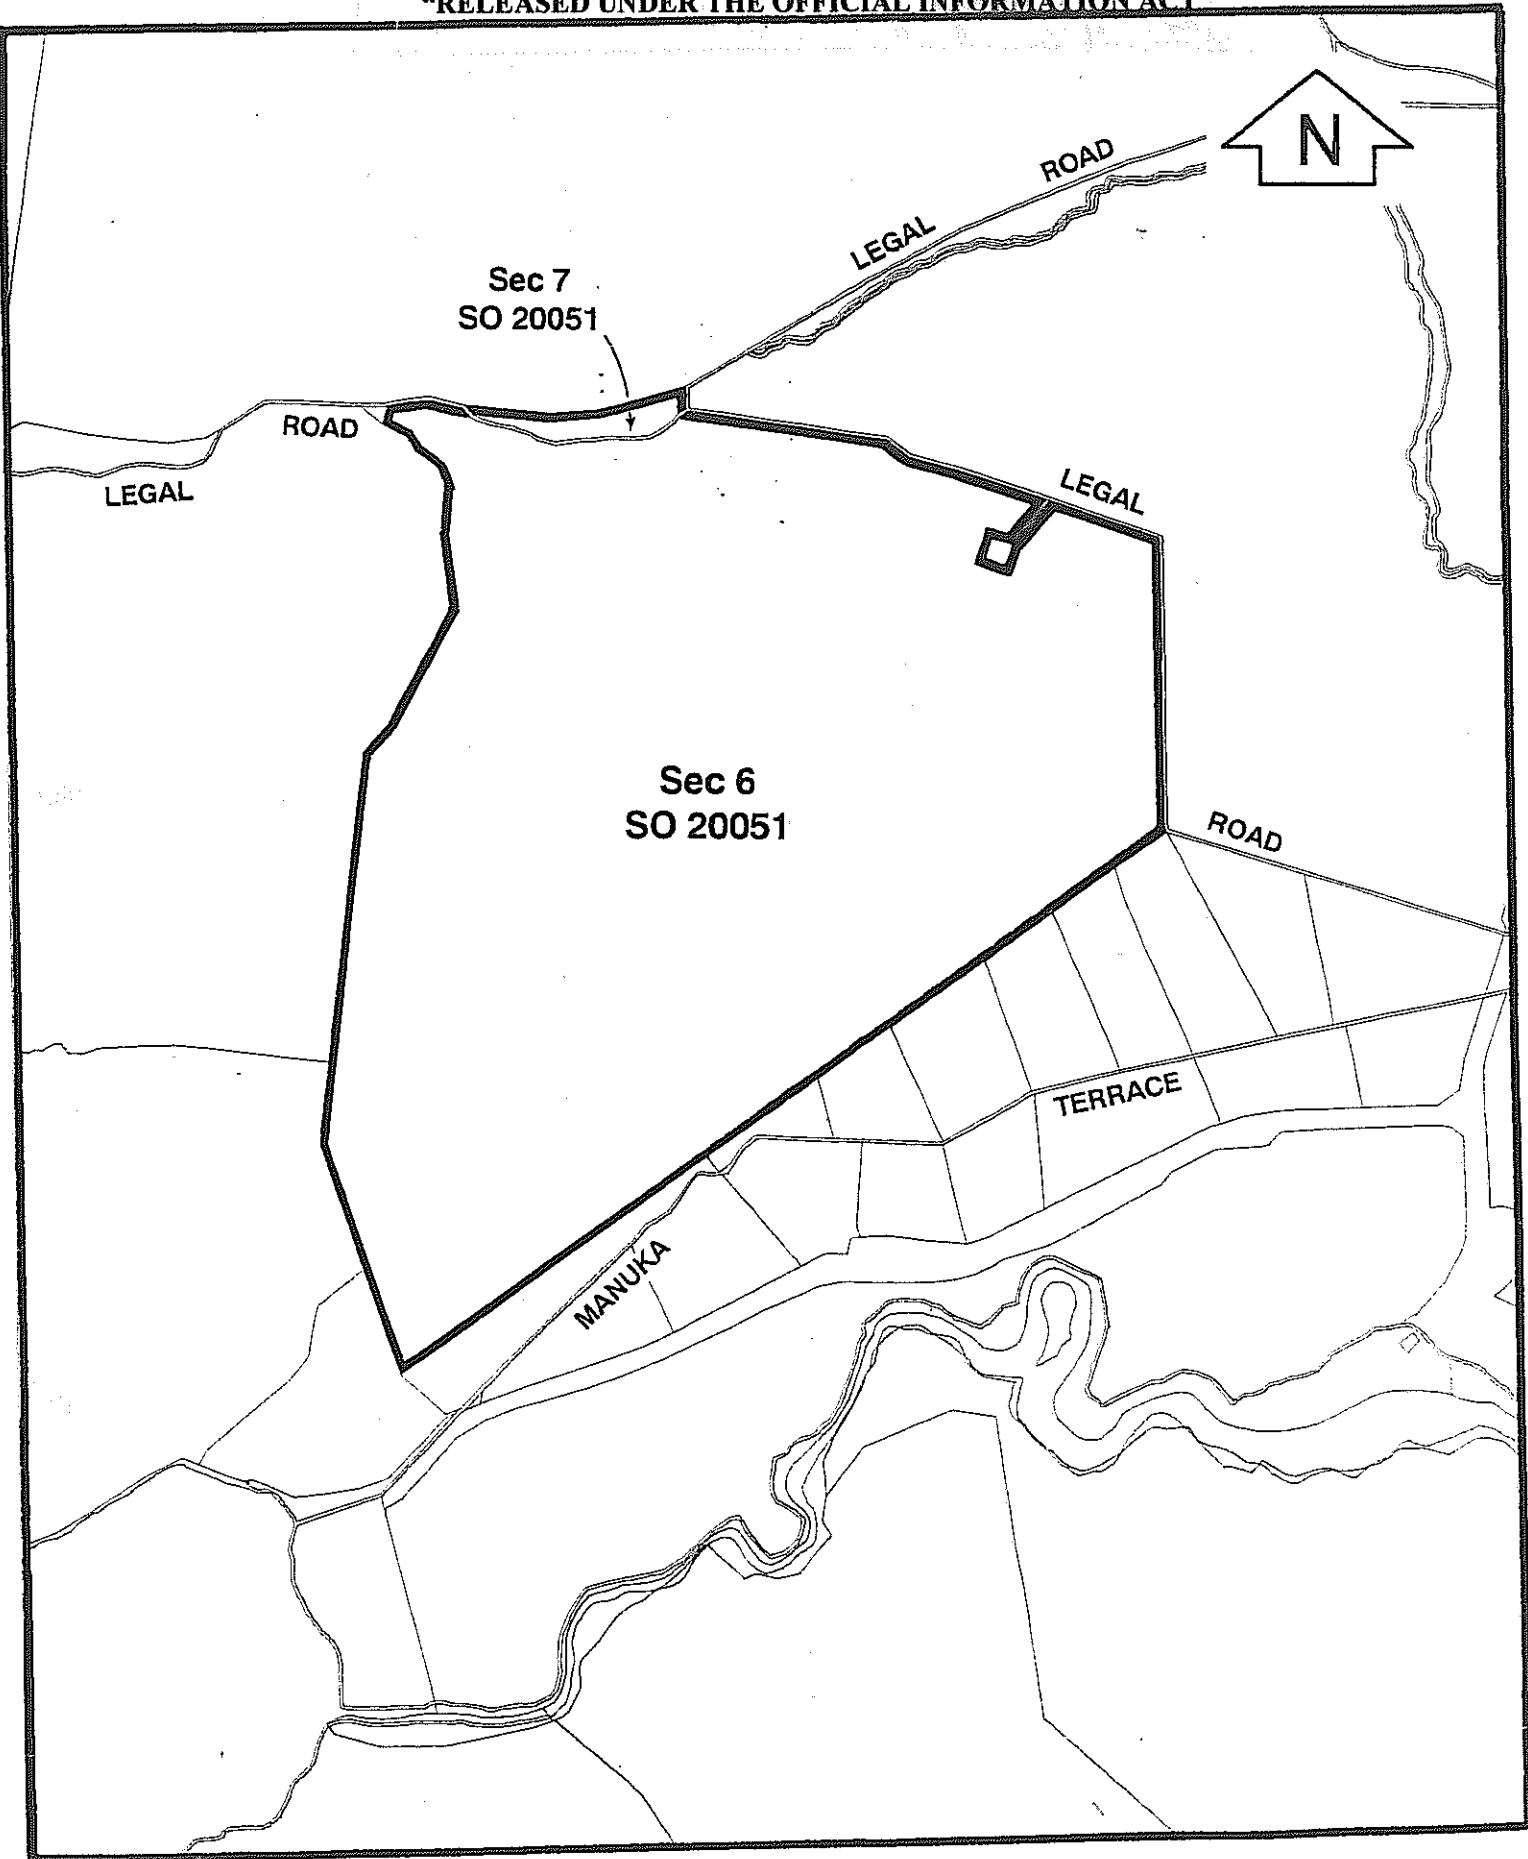 "RELEASED UNDER THE OFFICIAL INFORMATION ACT"
N
ROAD
LEGAL
Sec 7
SO 20051
ROAD
LEGAL
LEGAL
Sec 6
SO 20051
ROAD
TERRACE
MANUKA